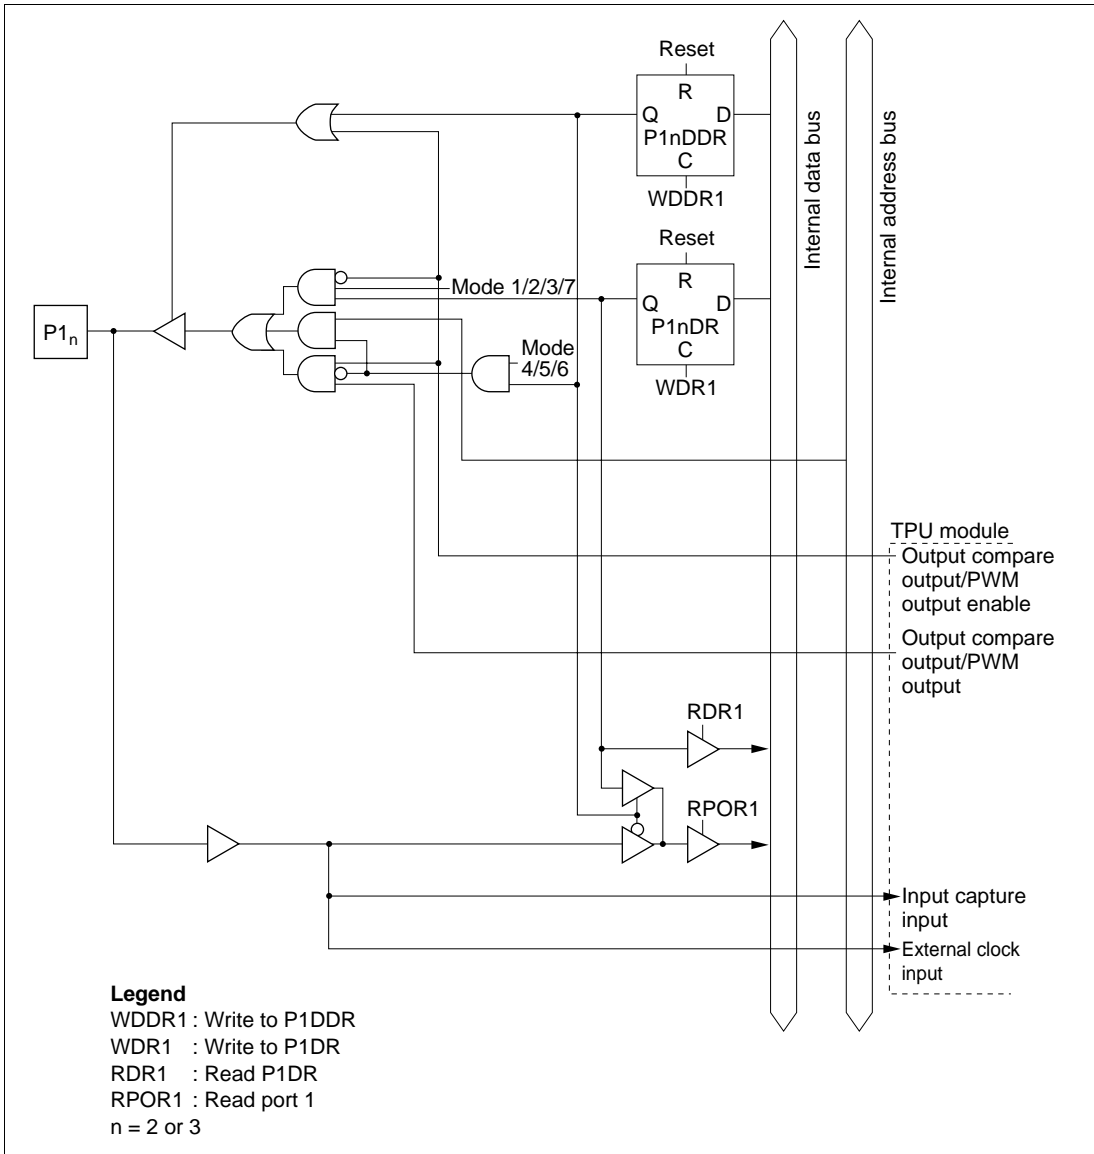 Reset
R
Q D
P1nDDR
C
WDDR1
Internal data bus
Internal address bus
Reset
R
Mode 1/2/3/7
Q D
P1nDR
C
WDR1
P1n
Mode
4/5/6
TPU module
Output compare
output/PWM
output enable
Output compare
output/PWM
output
RDR1
RPOR1
Input capture
input
External clock
input
Legend
WDDR1 : Write to P1DDR
WDR1 : Write to P1DR
RDR1 : Read P1DR
RPOR1 : Read port 1
n = 2 or 3